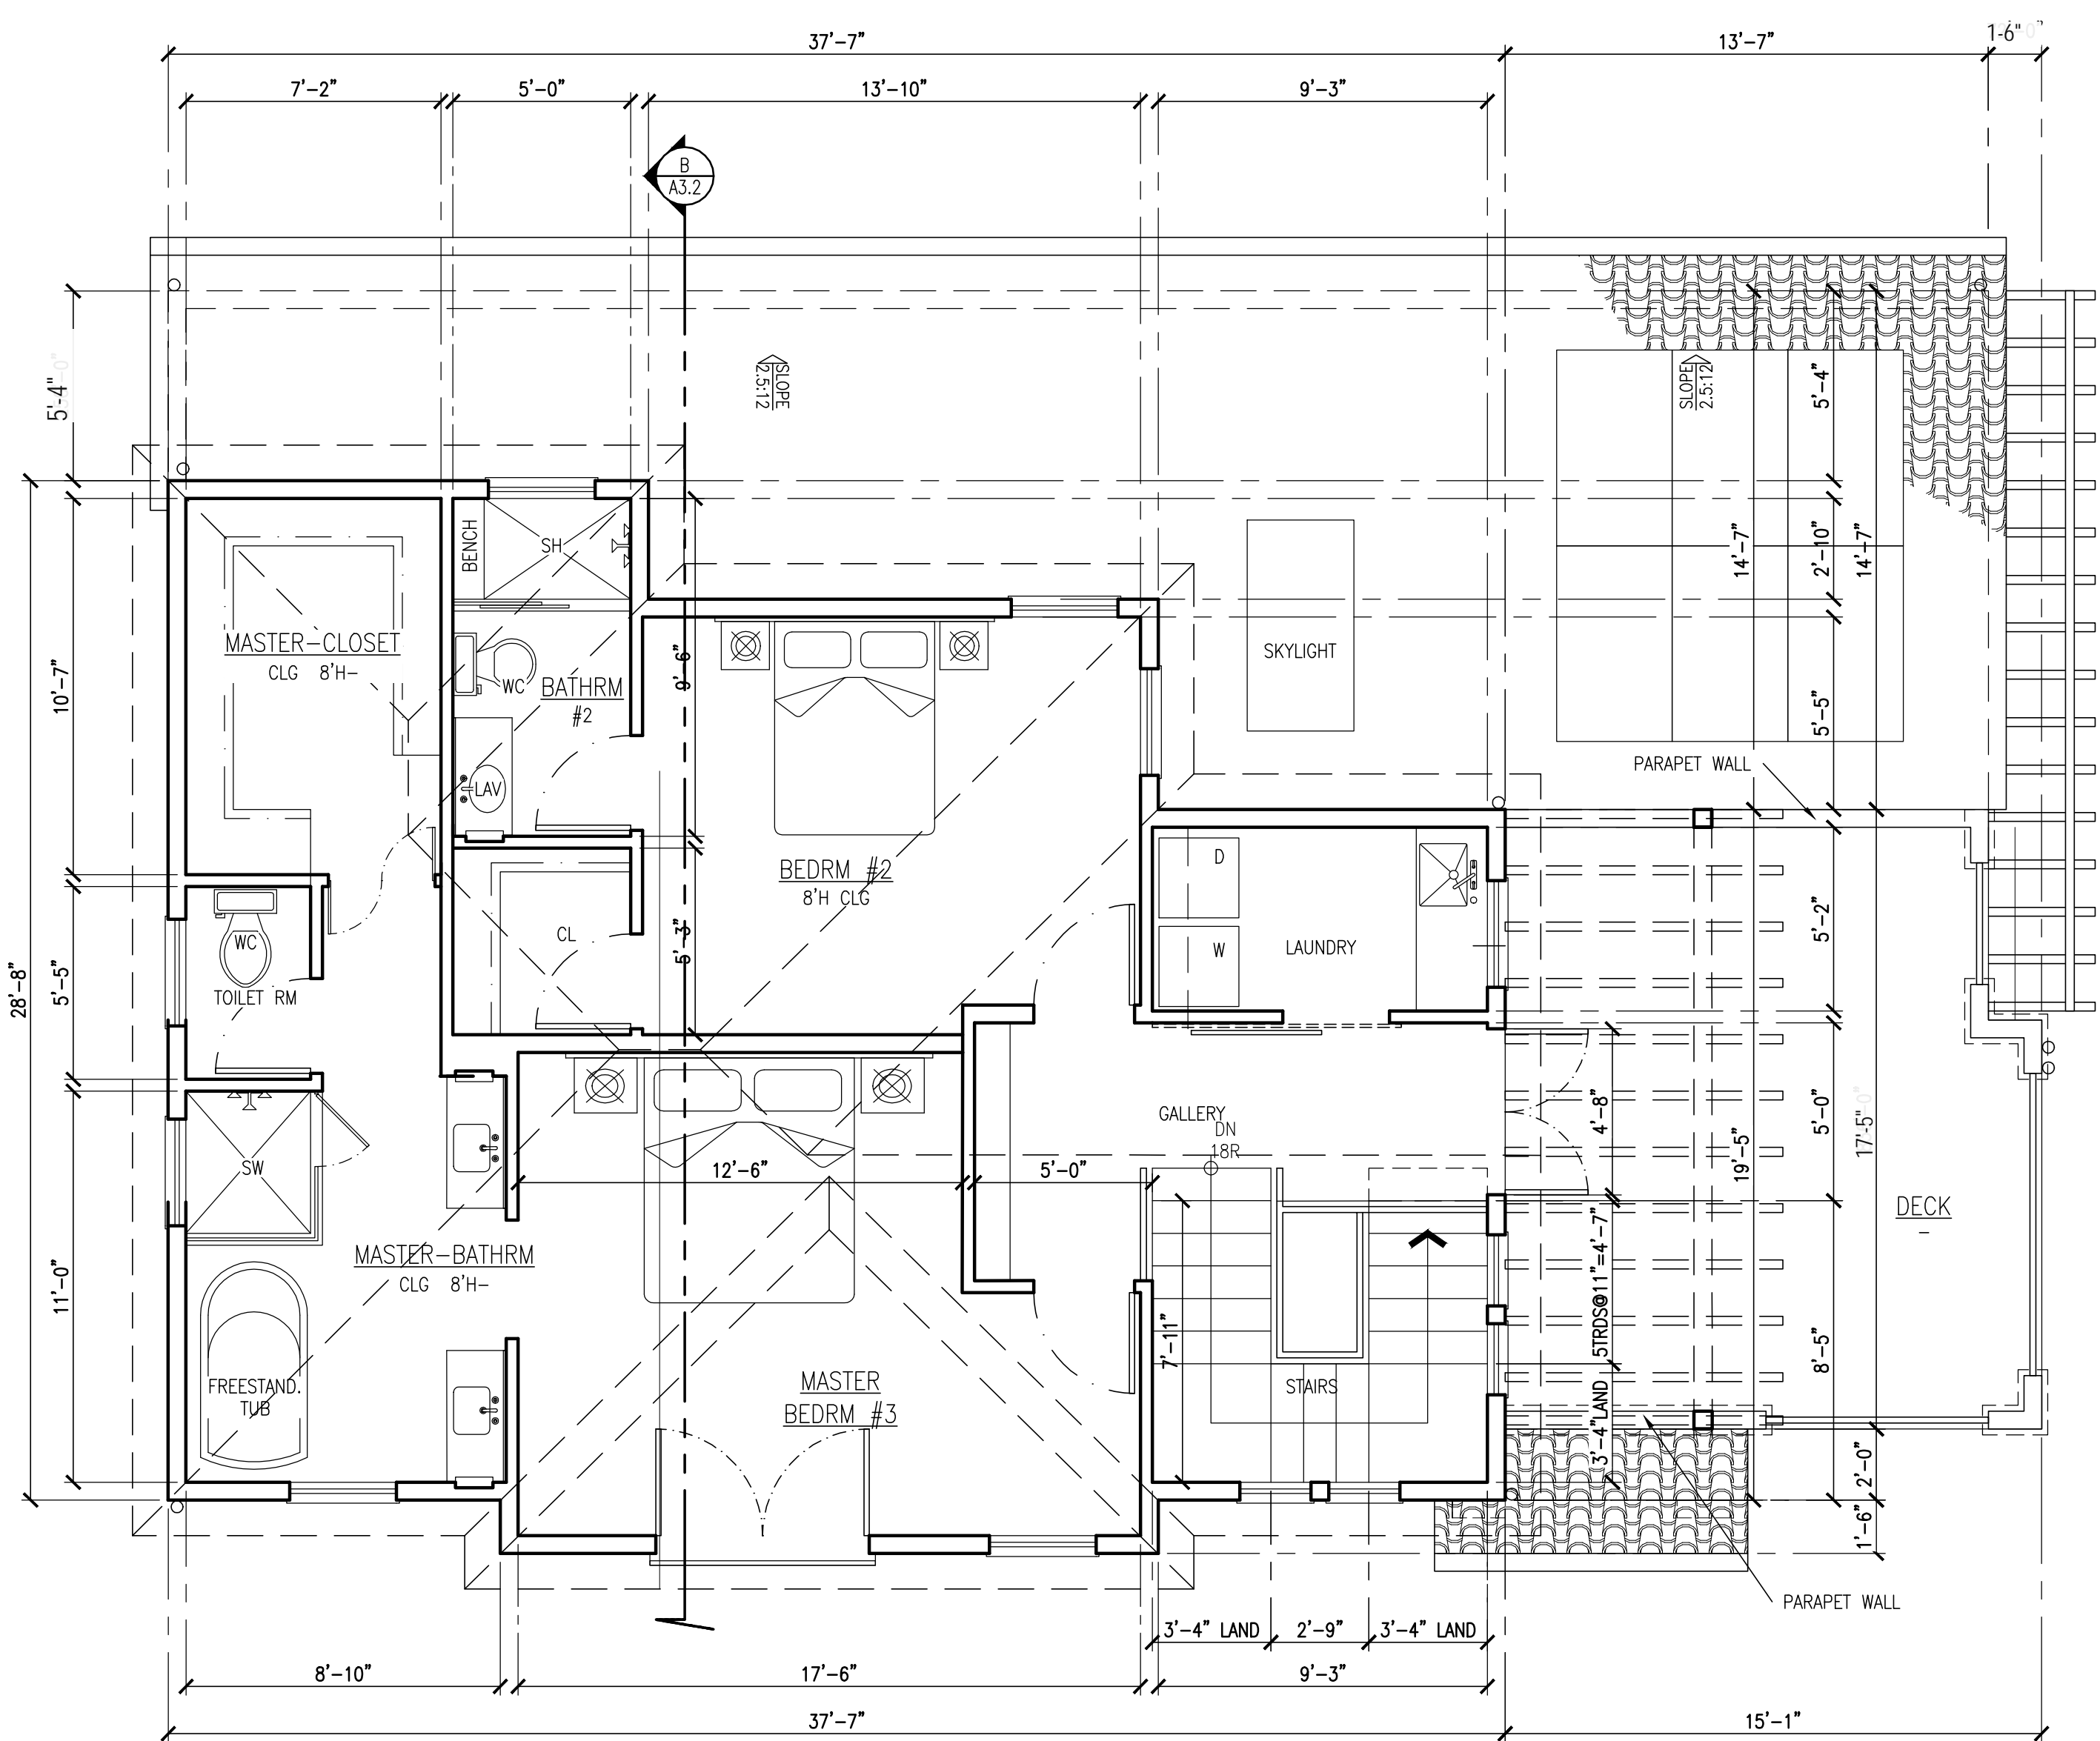 37'-7"
13'-7"
1-6"
7'-2"
5'-0"
13'-10"
9'-3"
B
A3.2
5'-4"
SLOPE
2.5:12
SLOPE
2.5:12
5'-4"
14'-7"
2'-10"
14'-7"
5'-5"
BENCH
SH
SKYLIGHT
MASTER-CLOSET
CLG 8'H-
10'-7"
9'-6"
WC
BATHRM
#2
LAV
PARAPET WALL
BEDRM #2
8'H CLG
D
W
LAUNDRY
5'-2"
CL
5'-3"
WC
TOILET RM
28'-8"
5'-5"
GALLERY
DN
18R
4'-8"
5'-0"
17'-5"
19'-5"
SW
12'-6"
5'-0"
DECK
-
MASTER-BATHRM
CLG 8'H-
11'-0"
7'-11"
5TRDS@11"=4'-7"
3'-4"LAND
8'-5"
FREESTAND.
TUB
MASTER
BEDRM #3
STAIRS
2'-0"
1'-6"
PARAPET WALL
3'-4" LAND
2'-9"
3'-4" LAND
8'-10"
17'-6"
9'-3"
37'-7"
15'-1"